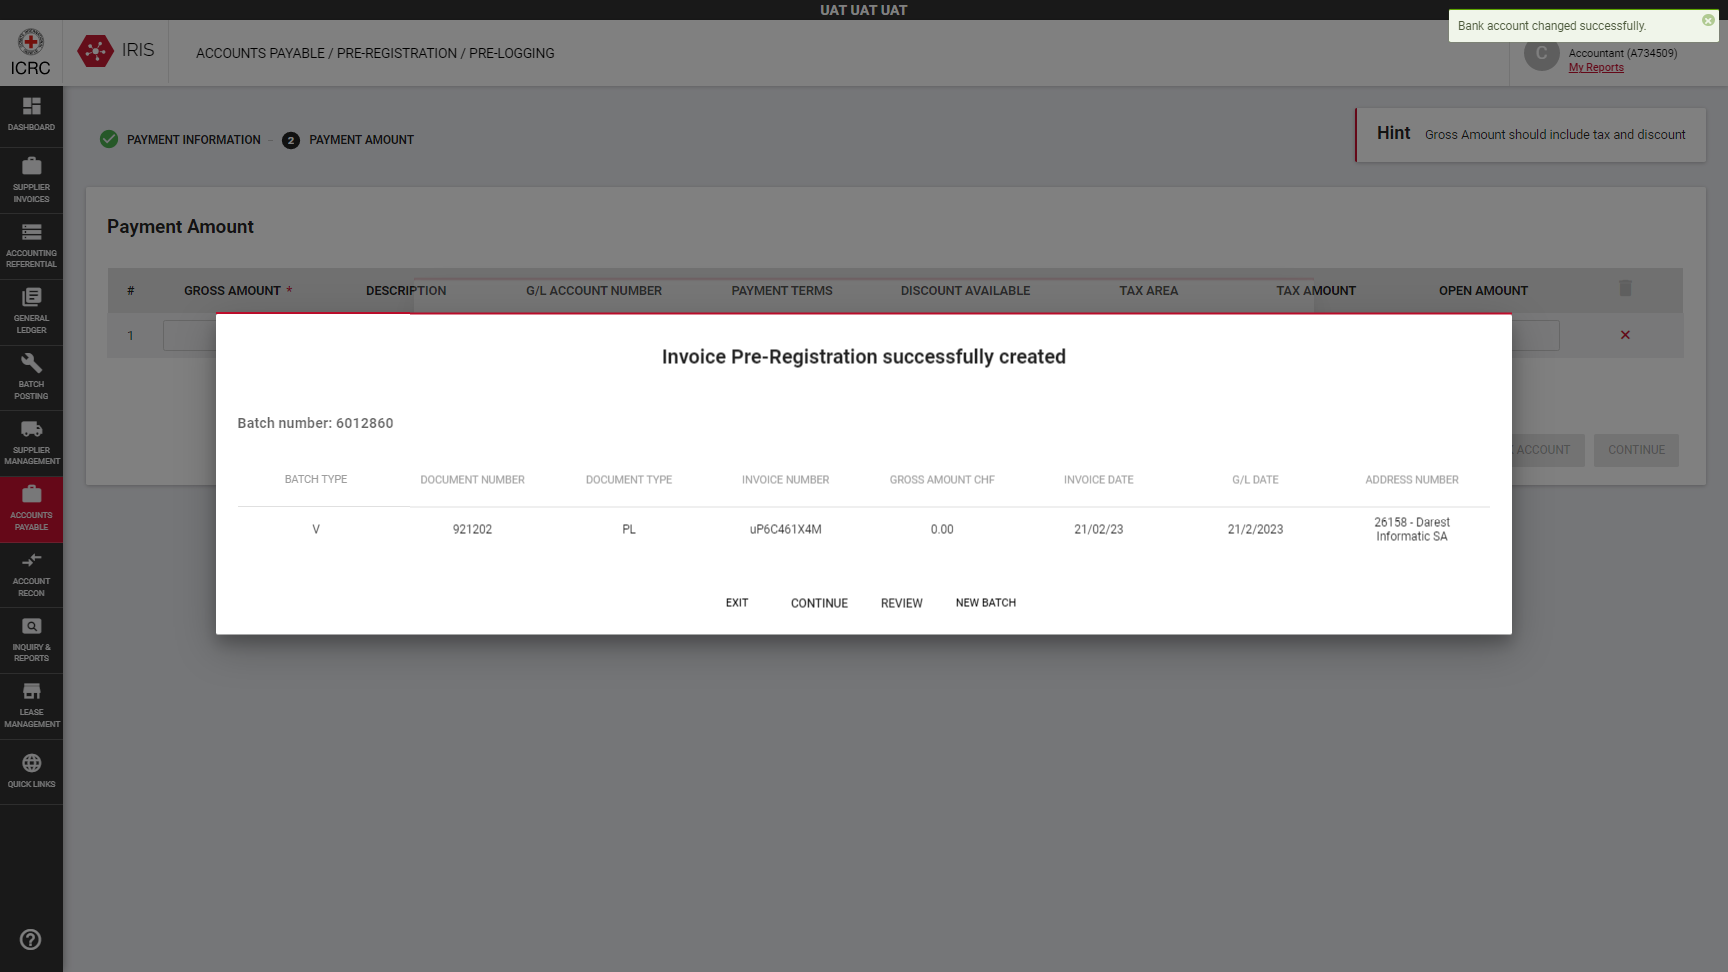 UAT UAT UAT
Bank account changed successfully.
ICRC
IRIS
ACCOUNTS PAYABLE / PRE-REGISTRATION / PRE-LOGGING
C
Accountant (A734509)
My Reports
DASHBOARD
SUPPLIER
INVOICES
ACCOUNTING
REFERENTIAL
GENERAL
LEDGER
BATCH
POSTING
SUPPLIER
MANAGEMENT
ACCOUNTS
PAYABLE
ACCOUNT
RECON
INQUIRY &
REPORTS
LEASE
MANAGEMENT
QUICK LINKS
PAYMENT INFORMATION
2 PAYMENT AMOUNT
Hint Gross Amount should include tax and discount
Payment Amount
# GROSS AMOUNT * DESCRIPTION G/L ACCOUNT NUMBER PAYMENT TERMS DISCOUNT AVAILABLE TAX AREA TAX AMOUNT OPEN AMOUNT
1
ACCOUNT CONTINUE
Invoice Pre-Registration successfully created
Batch number: 6012860
BATCH TYPE DOCUMENT NUMBER DOCUMENT TYPE INVOICE NUMBER GROSS AMOUNT CHF INVOICE DATE G/L DATE ADDRESS NUMBER
V 921202 PL uP6C461X4M 0.00 21/02/23 21/2/2023 26158 - Darest
Informatic SA
EXIT CONTINUE REVIEW NEW BATCH